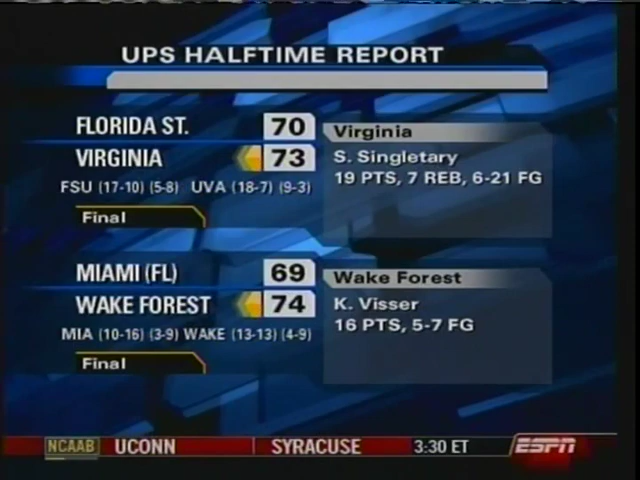 UPS HALFTIME REPORT
FLORIDA ST. 70
VIRGINIA 73
FSU (17-10) (5-8) UVA (18-7) (9-3)
Final
Virginia
S. Singletary
19 PTS, 7 REB, 6-21 FG
MIAMI (FL) 69
WAKE FOREST 74
MIA (10-16) (3-9) WAKE (13-13) (4-9)
Final
Wake Forest
K. Visser
16 PTS, 5-7 FG
NCAAB UCONN SYRACUSE 3:30 ET ESPN